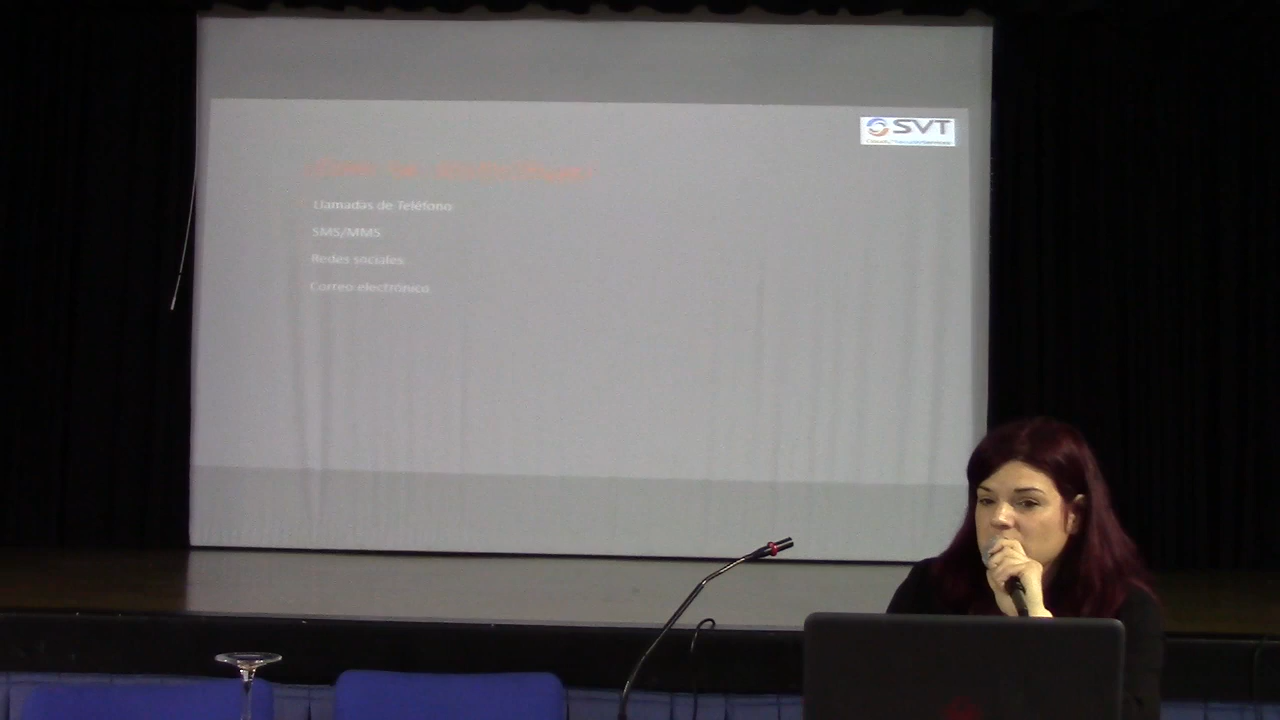 SVT
Llamadas de Teléfono
SMS/MMS
Redes sociales
Correo electrónico